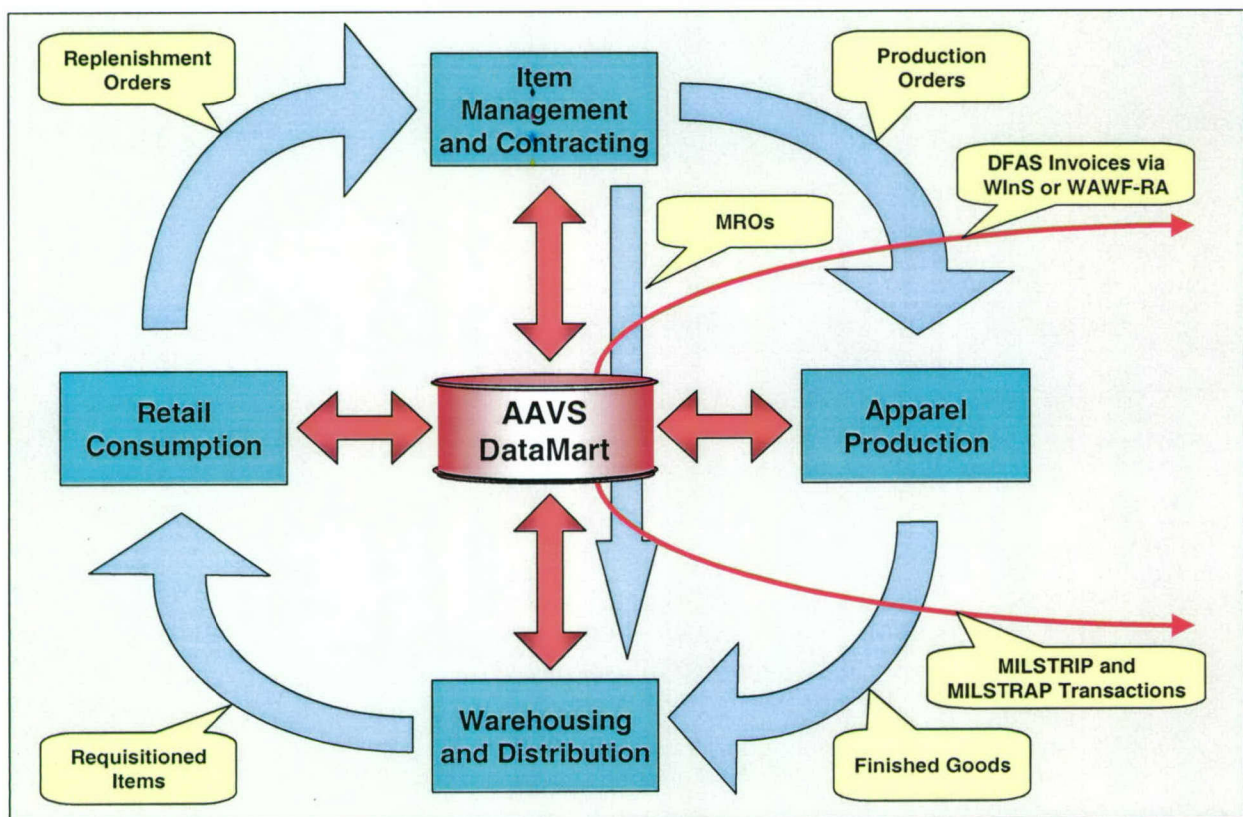 Replenishment
Orders
Item
Management
and Contracting
Production
Orders
DFAS Invoices via
WInS or WAWF-RA
MROs
Retail
Consumption
AAVS
DataMart
Apparel
Production
MILSTRIP and
MILSTRAP Transactions
Warehousing
and Distribution
Requisitioned
Items
Finished Goods